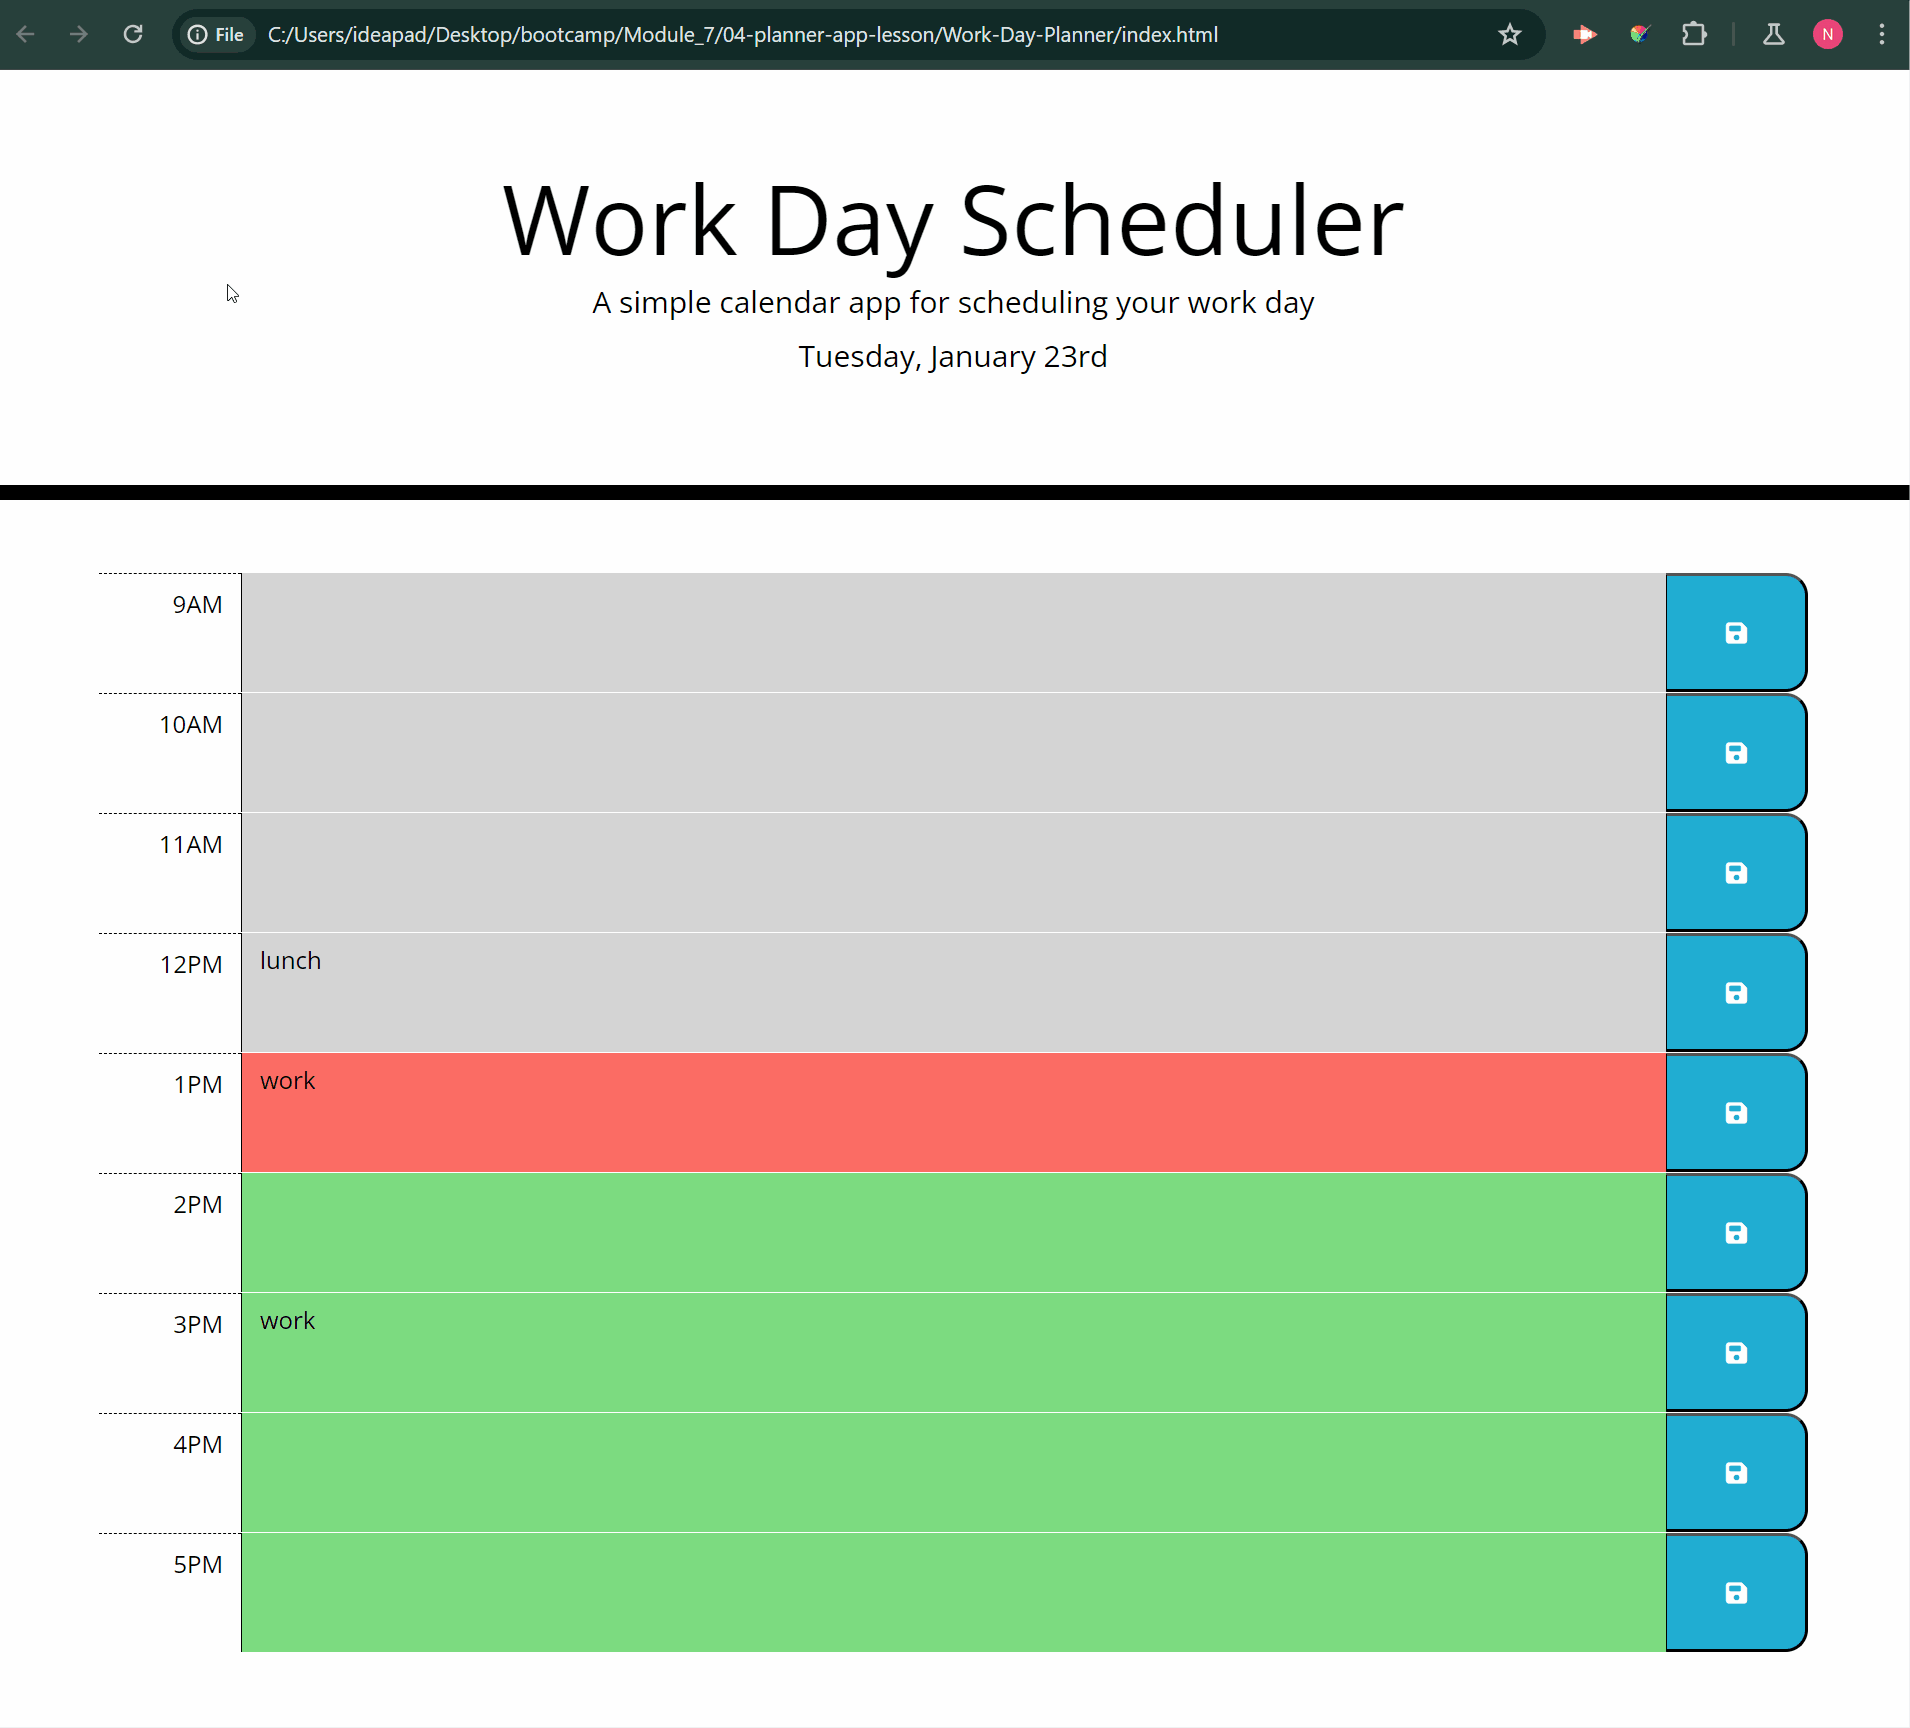 File C:/Users/ideapad/Desktop/bootcamp/Module_7/04-planner-app-lesson/Work-Day-Planner/index.html N
Work Day Scheduler
A simple calendar app for scheduling your work day
Tuesday, January 23rd
9AM
10AM
11AM
12PM lunch
1PM work
2PM
3PM work
4PM
5PM